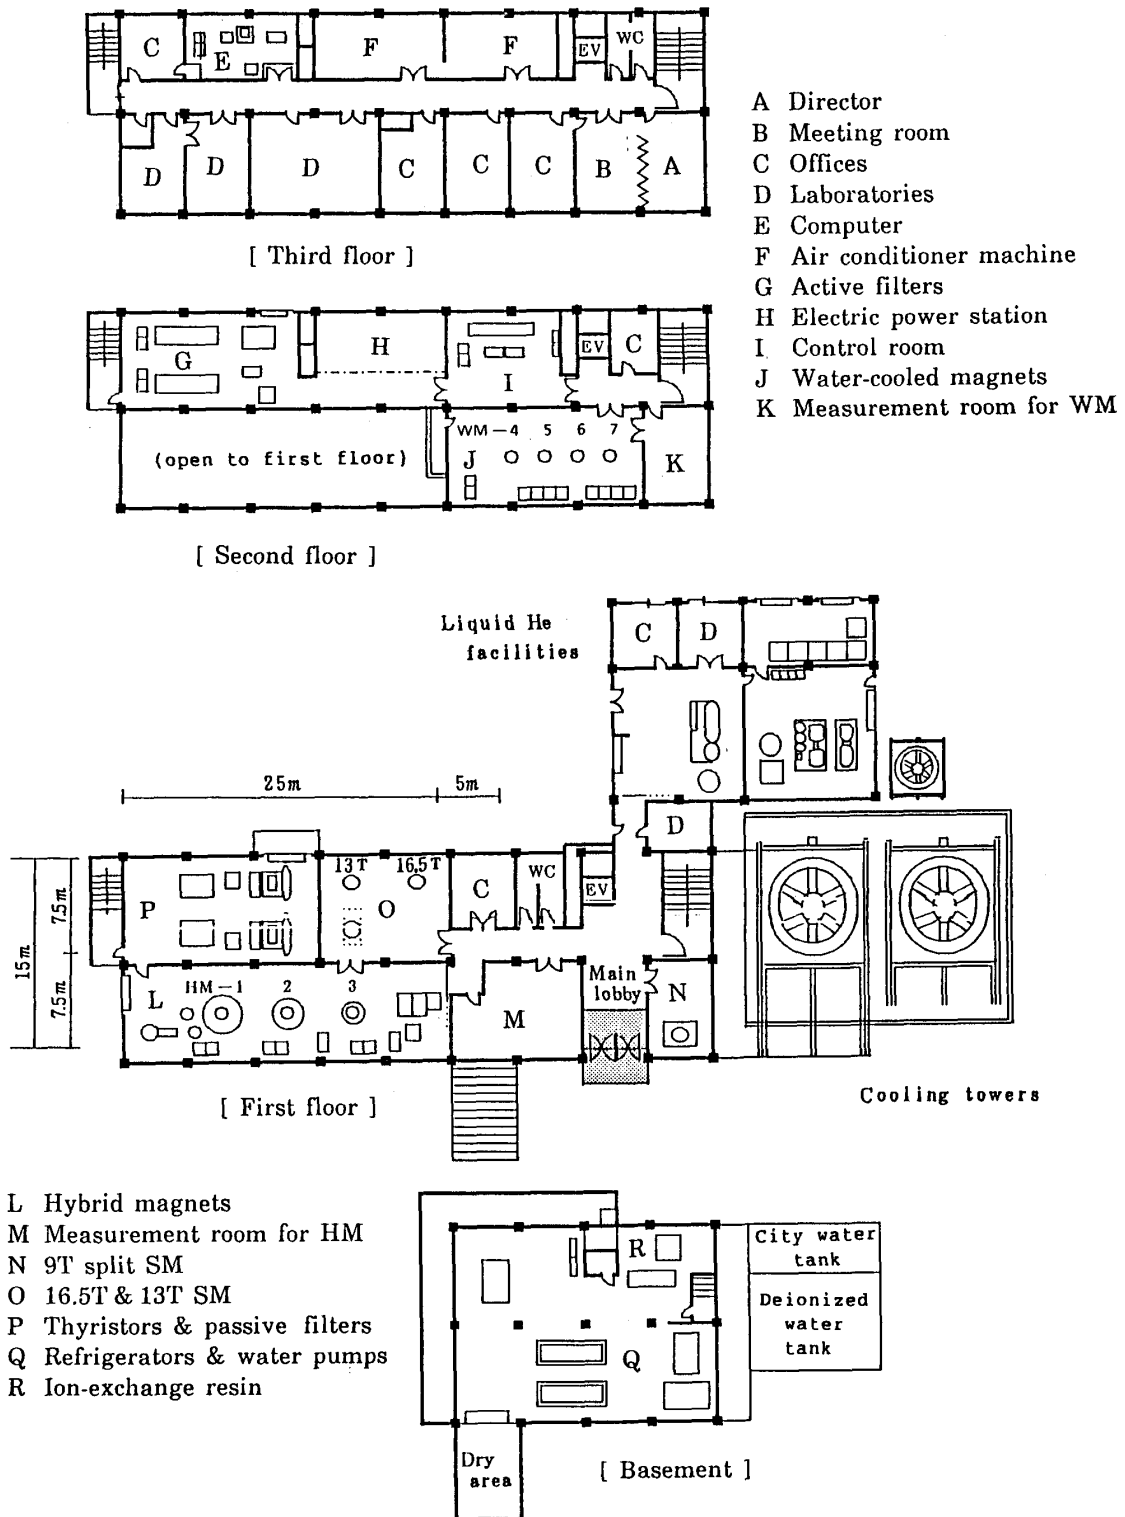 C E F F EV WC
D D D C C C B A
[ Third floor ]
A Director
B Meeting room
C Offices
D Laboratories
E Computer
F Air conditioner machine
G Active filters
H Electric power station
I Control room
J Water-cooled magnets
K Measurement room for WM
G H I EV C
WM－4 5 6 7
(open to first floor) J K
[ Second floor ]
Liquid He
facilities
C D
25m 5m
D
13T 16.5T
P O C WC EV
7.5m
15m
7.5m
L HM－1 2 3 M N
Main
lobby
[ First floor ]
Cooling towers
L Hybrid magnets
M Measurement room for HM
N 9T split SM
O 16.5T & 13T SM
P Thyristors & passive filters
Q Refrigerators & water pumps
R Ion-exchange resin
R
Q
City water
tank
Deionized
water
tank
Dry
area
[ Basement ]